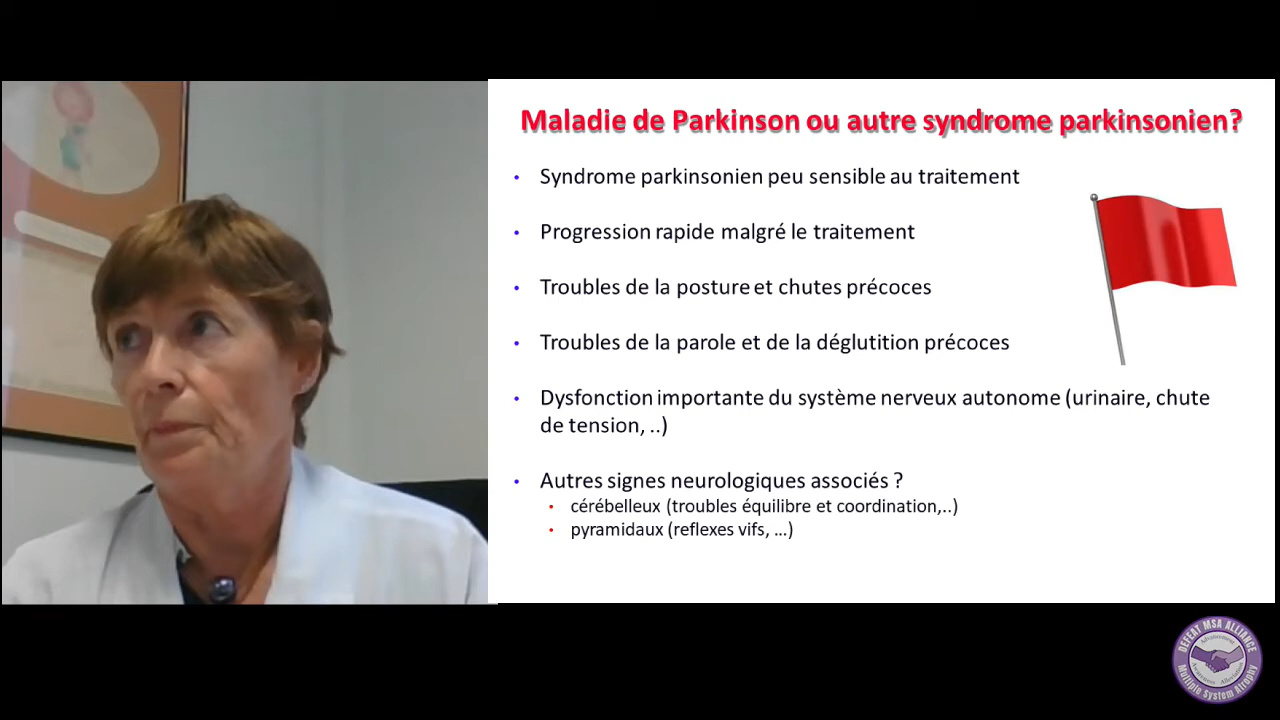 Maladie de Parkinson ou autre syndrome parkinsonien?
• Syndrome parkinsonien peu sensible au traitement
• Progression rapide malgré le traitement
• Troubles de la posture et chutes précoces
• Troubles de la parole et de la déglutition précoces
• Dysfonction importante du système nerveux autonome (urinaire, chute
de tension, ..)
• Autres signes neurologiques associés ?
• cérébelleux (troubles équilibre et coordination,..)
• pyramidaux (reflexes vifs, ...)
DEFEAT MSA ALLIANCE
Advancement
Awareness Alleviation
Multiple System Atrophy